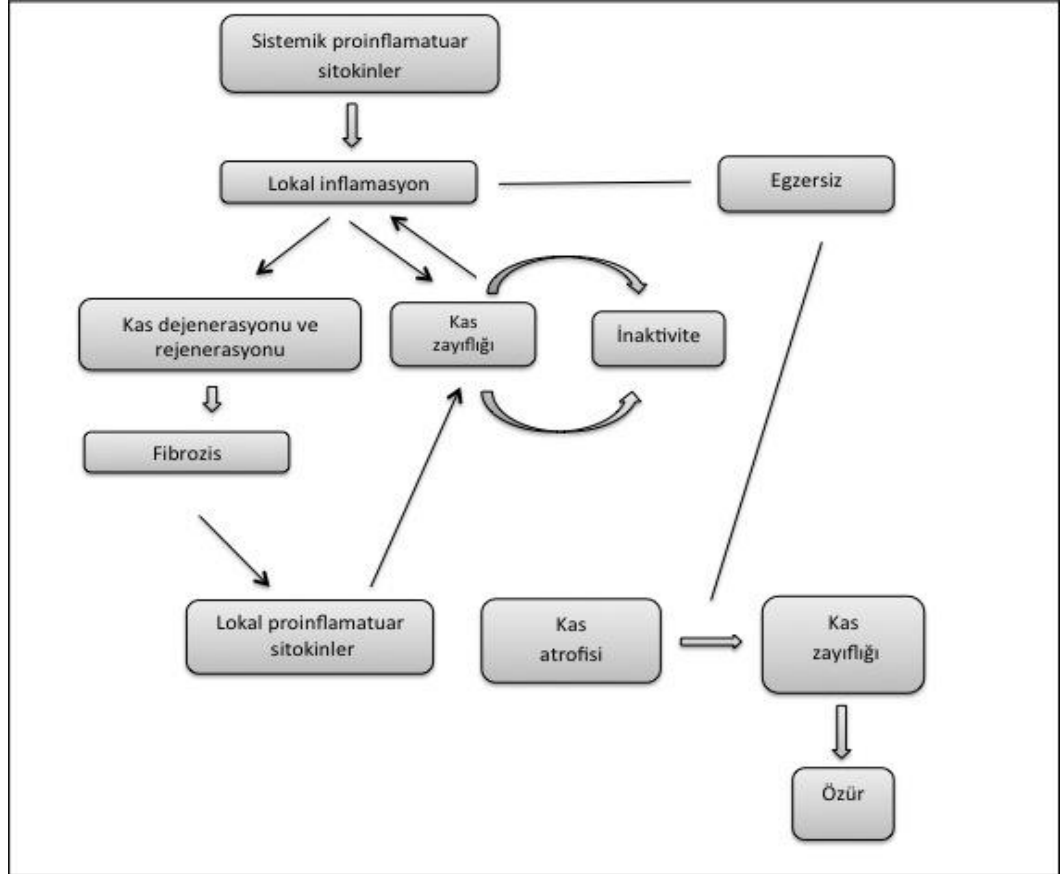 Sistemik proinflamatuar
sitokinler
Lokal inflamasyon
Egzersiz
Kas dejenerasyonu ve
rejenerasyonu
Kas
zayıflığı
İnaktivite
Fibrozis
Lokal proinflamatuar
sitokinler
Kas
atrofisi
Kas
zayıflığı
Özür